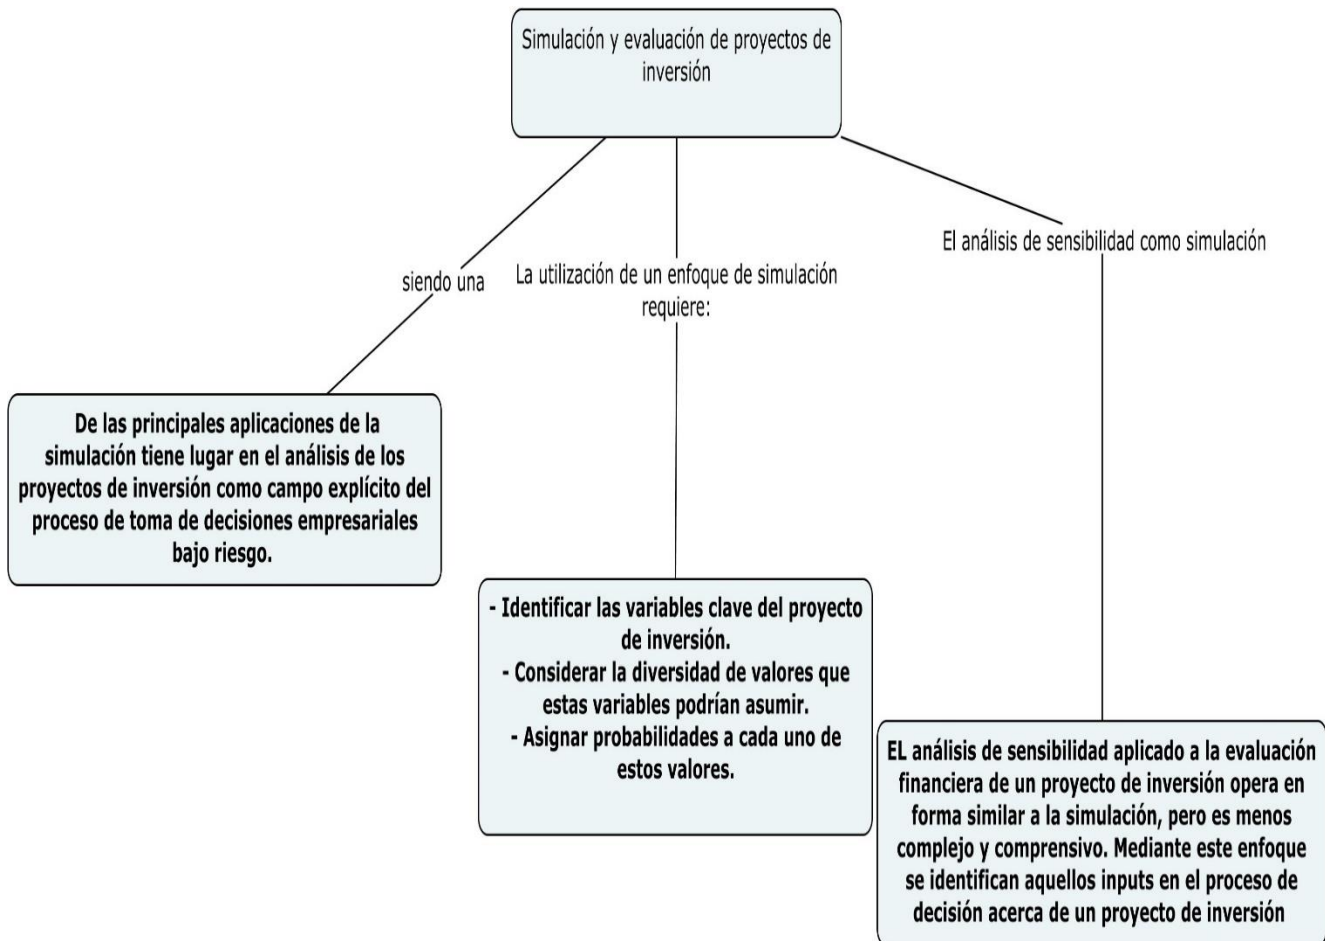 Simulación y evaluación de proyectos de
inversión
siendo una
La utilización de un enfoque de simulación
requiere:
El análisis de sensibilidad como simulación
De las principales aplicaciones de la
simulación tiene lugar en el análisis de los
proyectos de inversión como campo explícito del
proceso de toma de decisiones empresariales
bajo riesgo.
- Identificar las variables clave del proyecto
de inversión.
- Considerar la diversidad de valores que
estas variables podrían asumir.
- Asignar probabilidades a cada uno de
estos valores.
EL análisis de sensibilidad aplicado a la evaluación
financiera de un proyecto de inversión opera en
forma similar a la simulación, pero es menos
complejo y comprensivo. Mediante este enfoque
se identifican aquellos inputs en el proceso de
decisión acerca de un proyecto de inversión